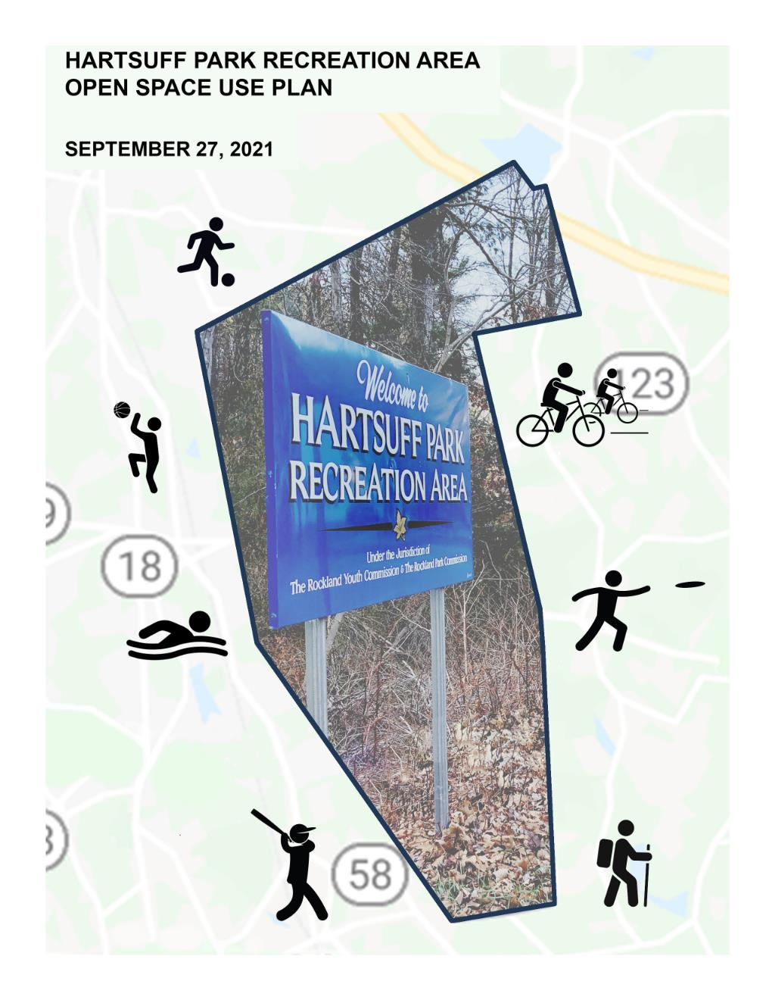 HARTSUFF PARK RECREATION AREA
OPEN SPACE USE PLAN
SEPTEMBER 27, 2021
Welcome to
HARTSUFF PARK
RECREATION AREA
Under the Jurisdiction of
The Rockland Youth Commission & The Rockland Park Commission
123
18
58